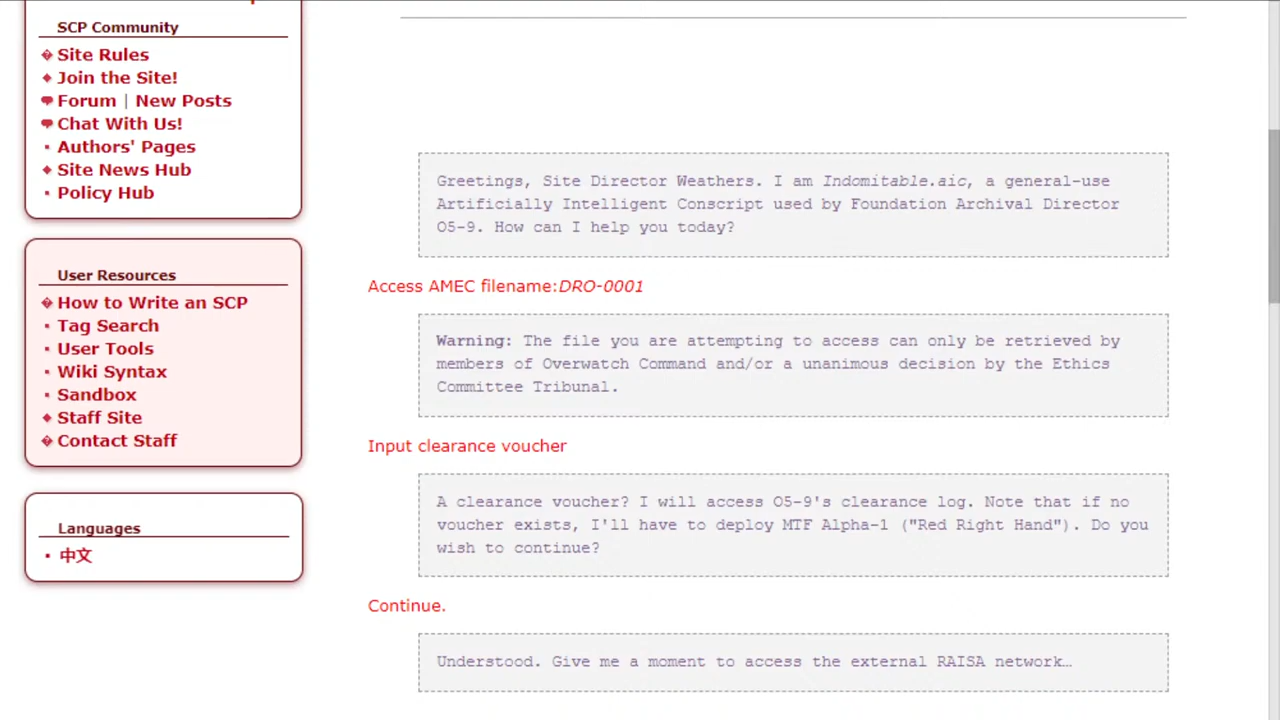 SCP Community
Site Rules
Join the Site!
Forum | New Posts
Chat With Us!
Authors' Pages
Site News Hub
Policy Hub
User Resources
How to Write an SCP
Tag Search
User Tools
Wiki Syntax
Sandbox
Staff Site
Contact Staff
Languages
中文
Greetings, Site Director Weathers. I am Indomitable.aic, a general-use
Artificially Intelligent Conscript used by Foundation Archival Director
O5-9. How can I help you today?
Access AMEC filename:DRO-0001
Warning: The file you are attempting to access can only be retrieved by
members of Overwatch Command and/or a unanimous decision by the Ethics
Committee Tribunal.
Input clearance voucher
A clearance voucher? I will access O5-9's clearance log. Note that if no
voucher exists, I'll have to deploy MTF Alpha-1 ("Red Right Hand"). Do you
wish to continue?
Continue.
Understood. Give me a moment to access the external RAISA network…